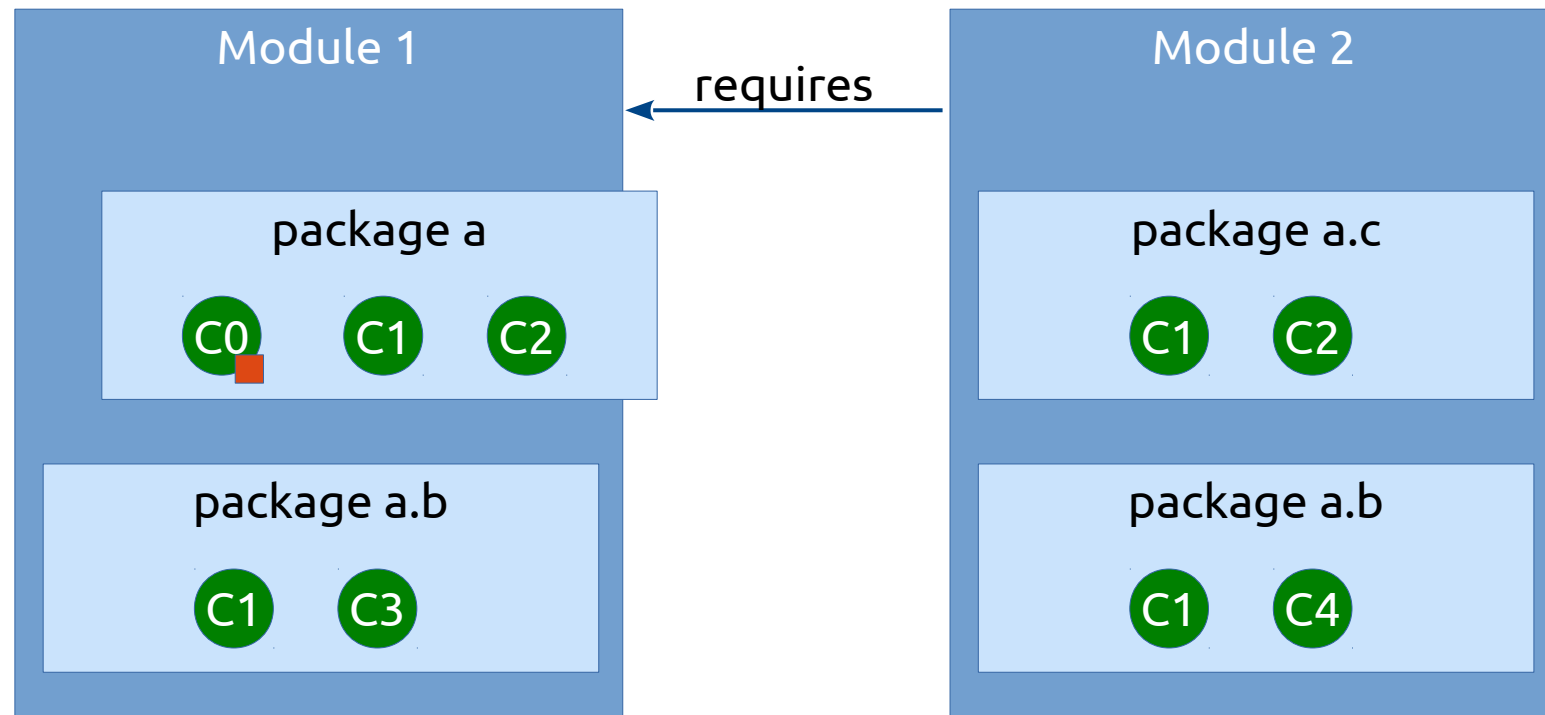 Module 1
requires
Module 2
package a
C0 C1 C2
package a.c
C1 C2
package a.b
C1 C3
package a.b
C1 C4